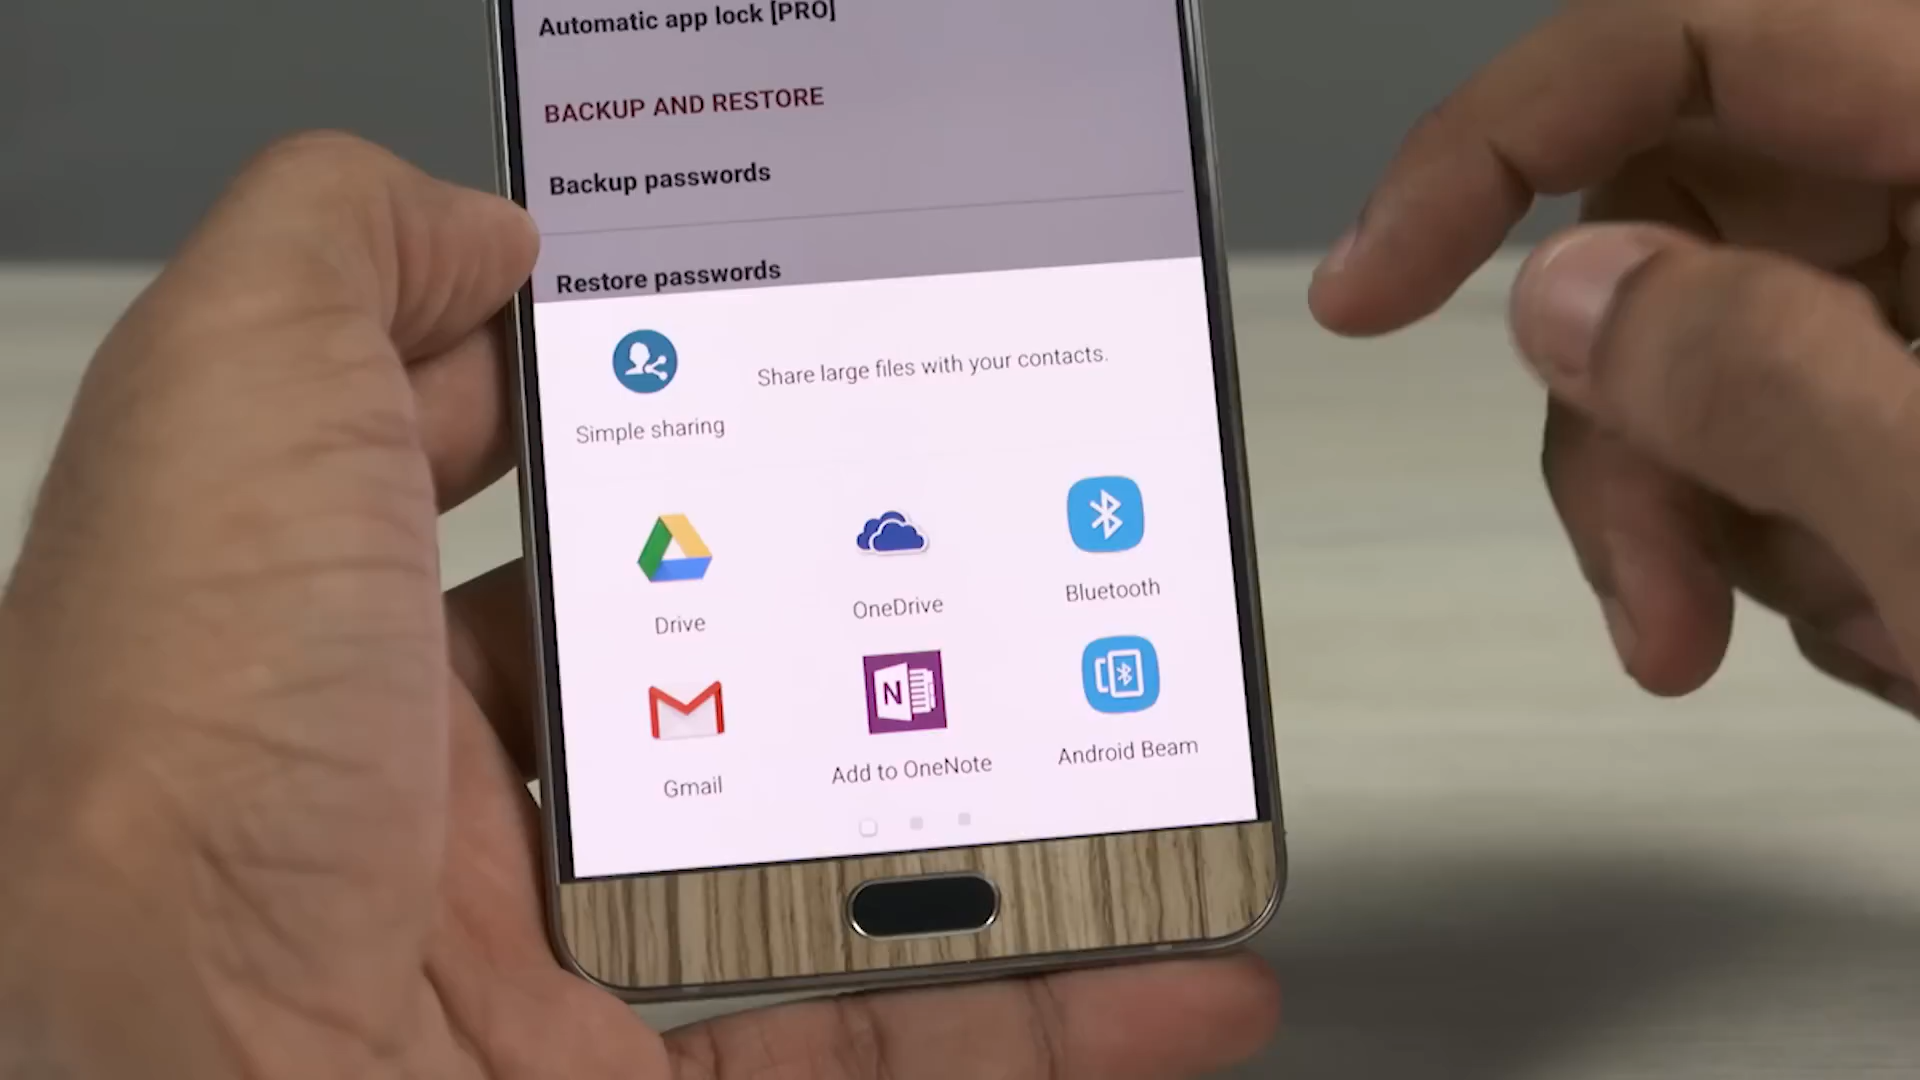 Automatic app lock [PRO]
BACKUP AND RESTORE
Backup passwords
Restore passwords
Share large files with your contacts.
Simple sharing
Drive
OneDrive
Bluetooth
N
Gmail
Add to OneNote
Android Beam